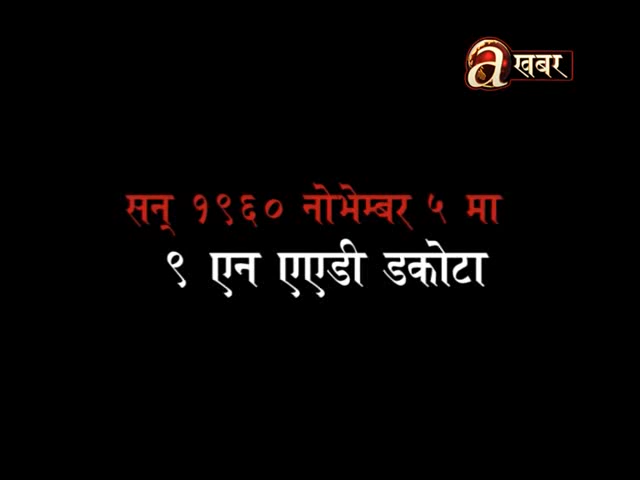 a खबर
सन् १९६० नोभेम्बर ५ मा
९ एन एएडी डकोटा